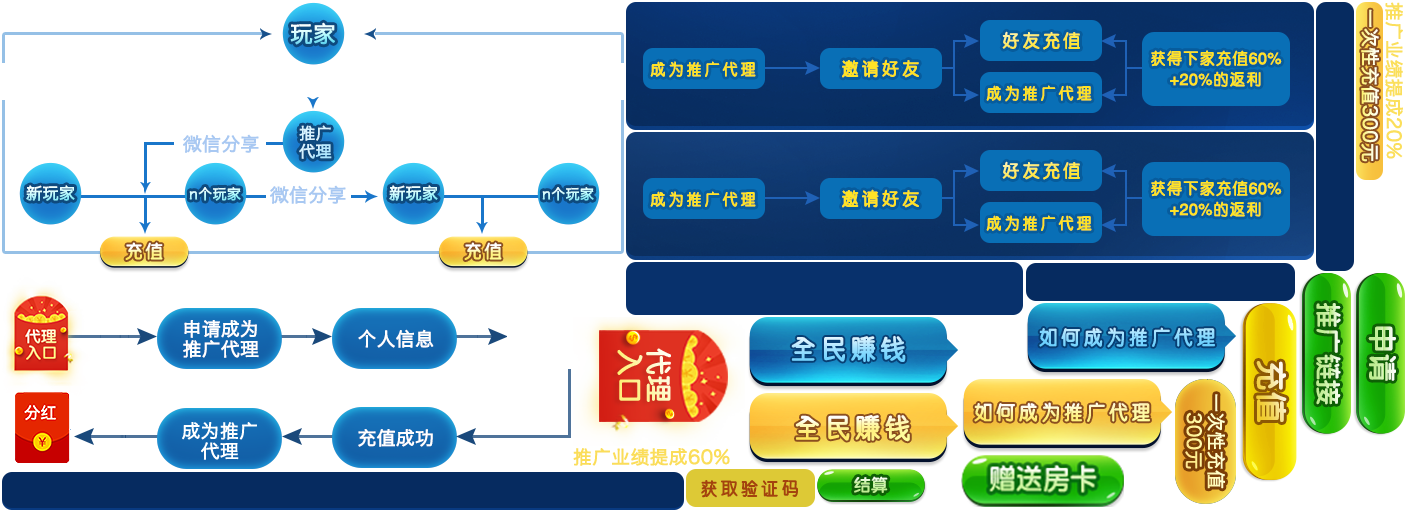 玩家
推广
代理
微信分享
新玩家
n个玩家
微信分享
新玩家
n个玩家
充值
充值
成为推广代理
邀请好友
好友充值
成为推广代理
获得下家充值60%
+20%的返利
成为推广代理
邀请好友
好友充值
成为推广代理
获得下家充值60%
+20%的返利
一次性充值300元
推广业绩提成20%
代理
入口
申请成为
推广代理
个人信息
分红
¥
成为推广
代理
充值成功
代理
入口
推广业绩提成60%
全民赚钱
全民赚钱
如何成为推广代理
如何成为推广代理
一次性充值
300元
充值
推广链接
申请
获取验证码
结算
赠送房卡